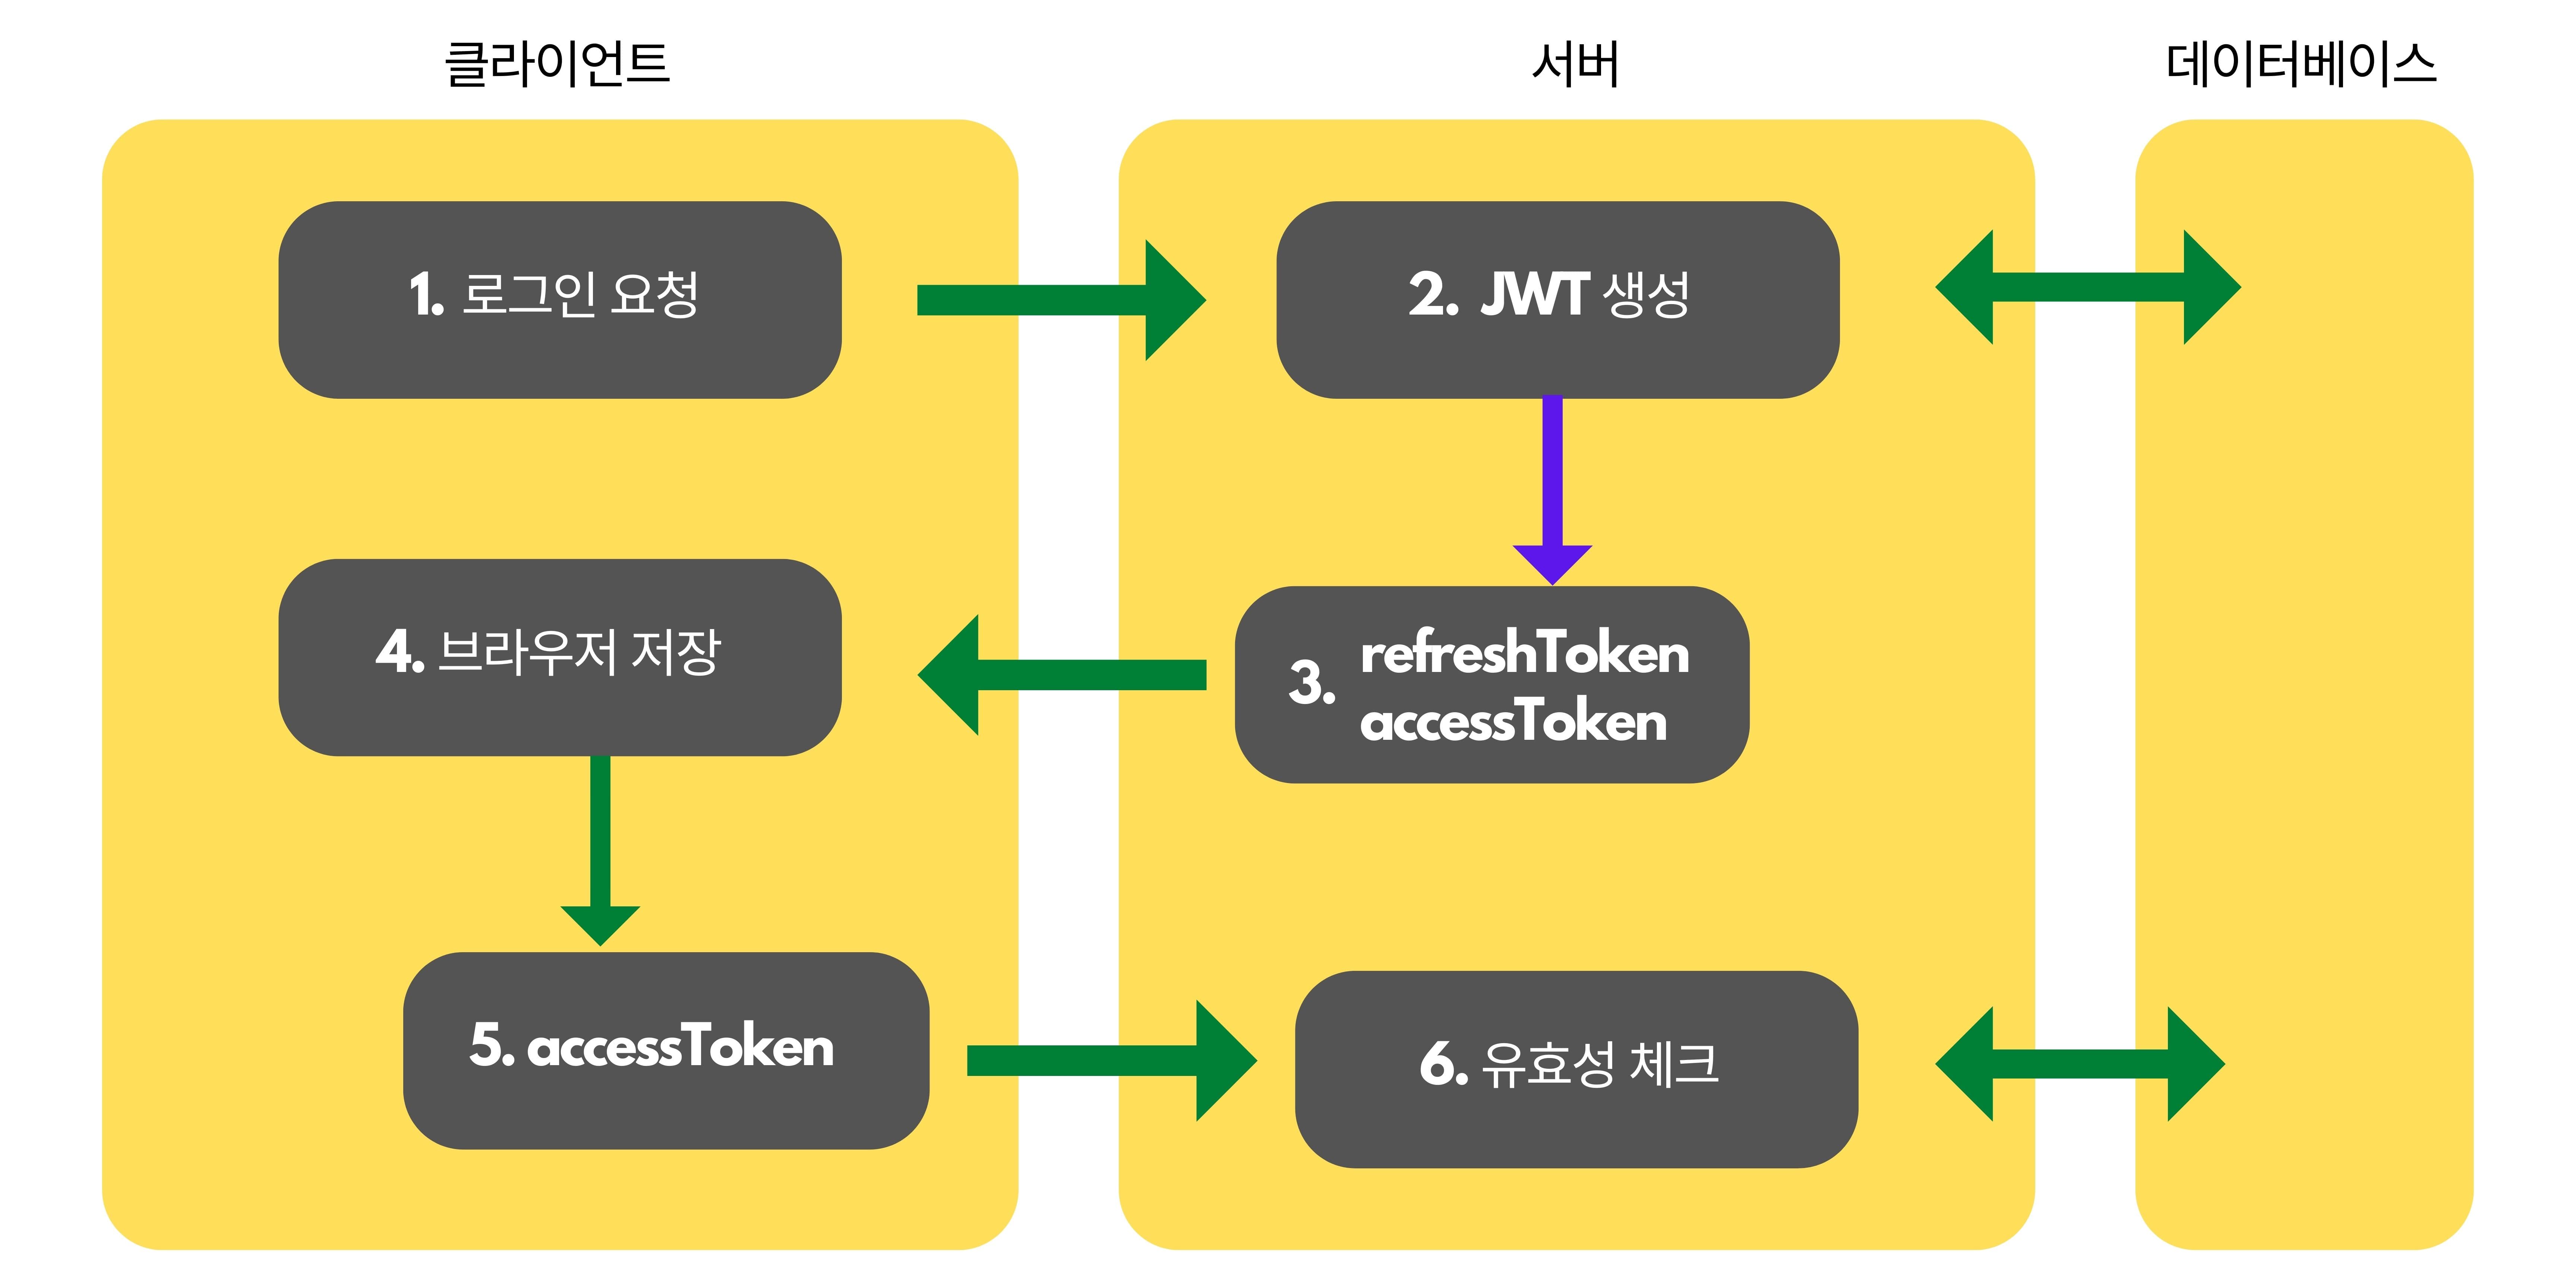 클라이언트
서버
데이터베이스
1. 로그인 요청
2. JWT 생성
4. 브라우저 저장
3. refreshToken
accessToken
5. accessToken
6. 유효성 체크